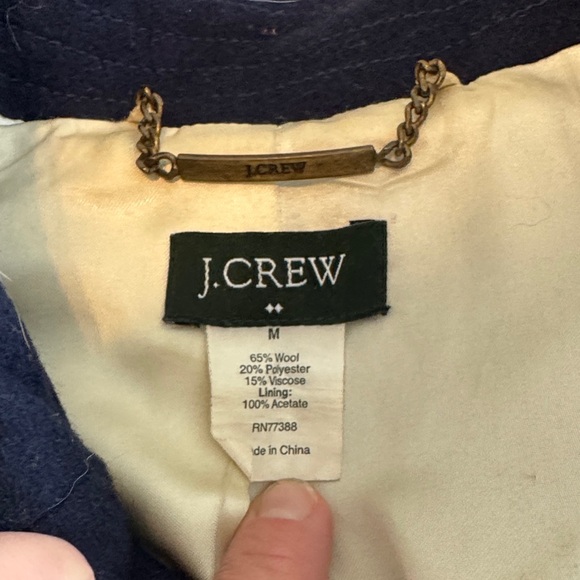 J.CREW
J.CREW
M
65% Wool
20% Polyester
15% Viscose
Lining:
100% Acetate
RN77388
de in China